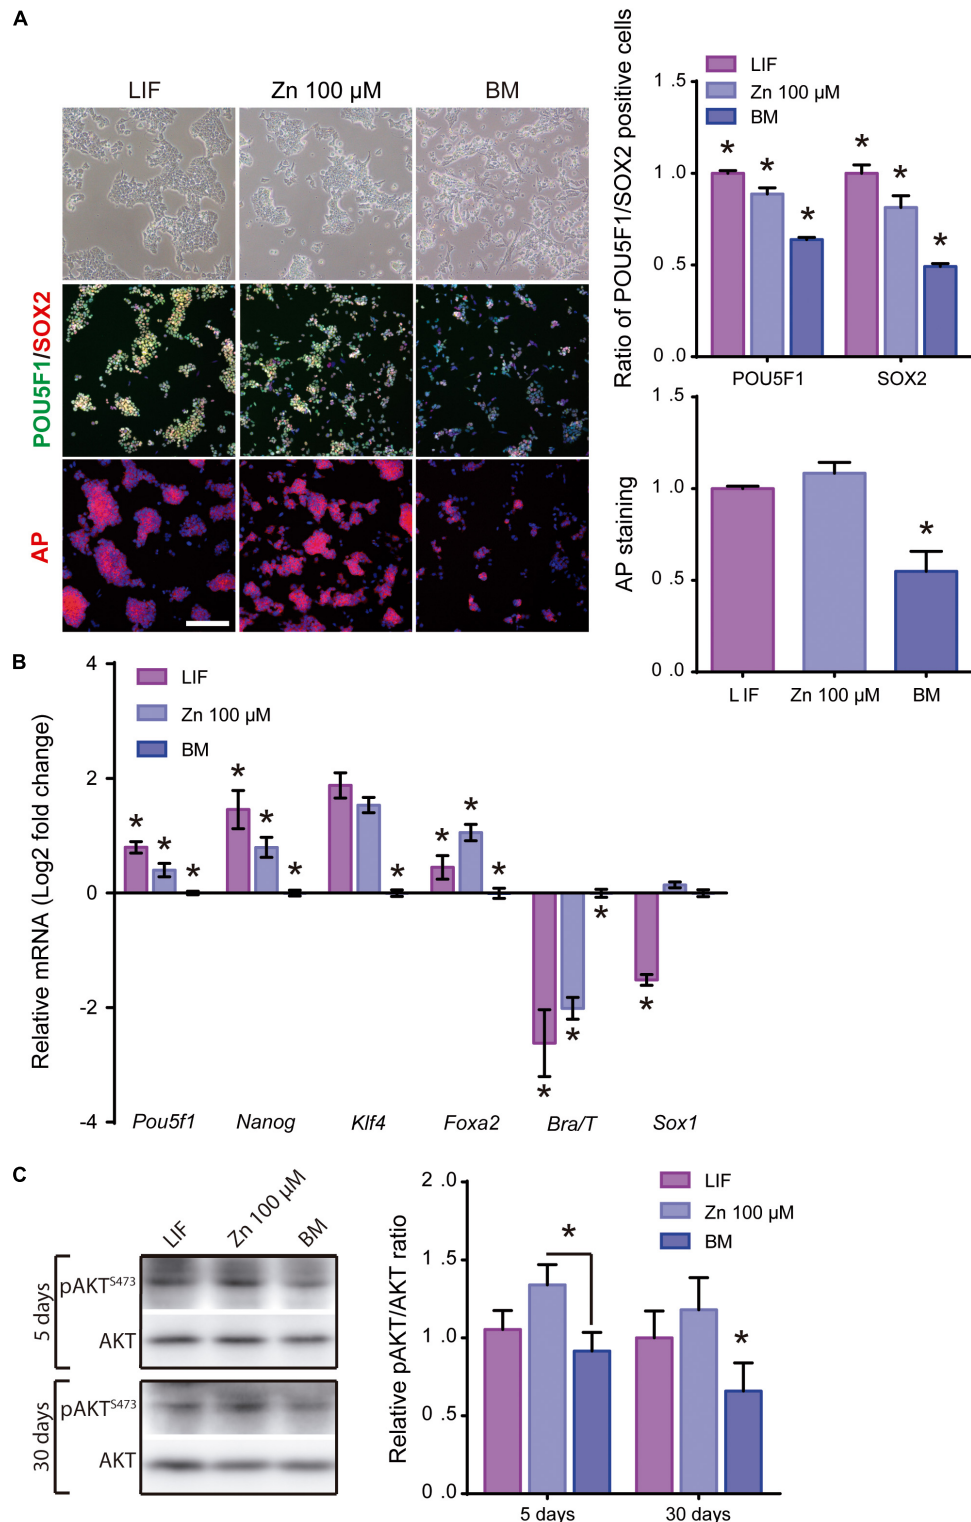 A
LIF
Zn 100 µM
BM
POU5F1/SOX2
AP
Ratio of POU5F1/SOX2 positive cells
LIF
Zn 100 µM
BM
1.5
1.0
0.5
0.0
* * * * * *
POU5F1
SOX2
AP staining
1.5
1.0
0.5
0.0
*
LIF
Zn 100 µM
BM
B
Relative mRNA (Log2 fold change)
4
2
0
-2
-4
LIF
Zn 100 µM
BM
* * * * * * * * * * * * * *
Pou5f1
Nanog
Klf4
Foxa2
Bra/T
Sox1
C
LIF
Zn 100 µM
BM
5 days
pAKTS473
AKT
30 days
pAKTS473
AKT
Relative pAKT/AKT ratio
2.0
1.5
1.0
0.5
0.0
LIF
Zn 100 µM
BM
*
*
5 days
30 days